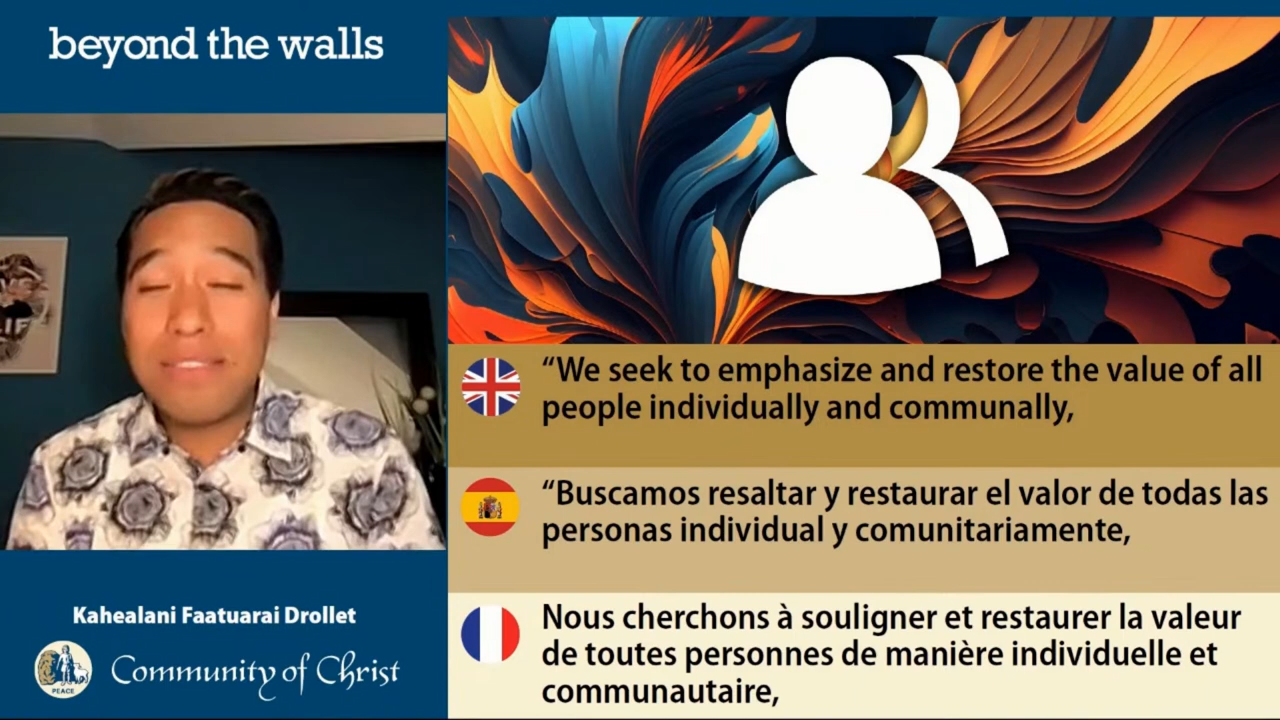 beyond the walls
LIF
“We seek to emphasize and restore the value of all
people individually and communally,
“Buscamos resaltar y restaurar el valor de todas las
personas individual y comunitariamente,
Nous cherchons à souligner et restaurer la valeur
de toutes personnes de manière individuelle et
communautaire,
Kahealani Faatuarai Drollet
Community of Christ
PEACE